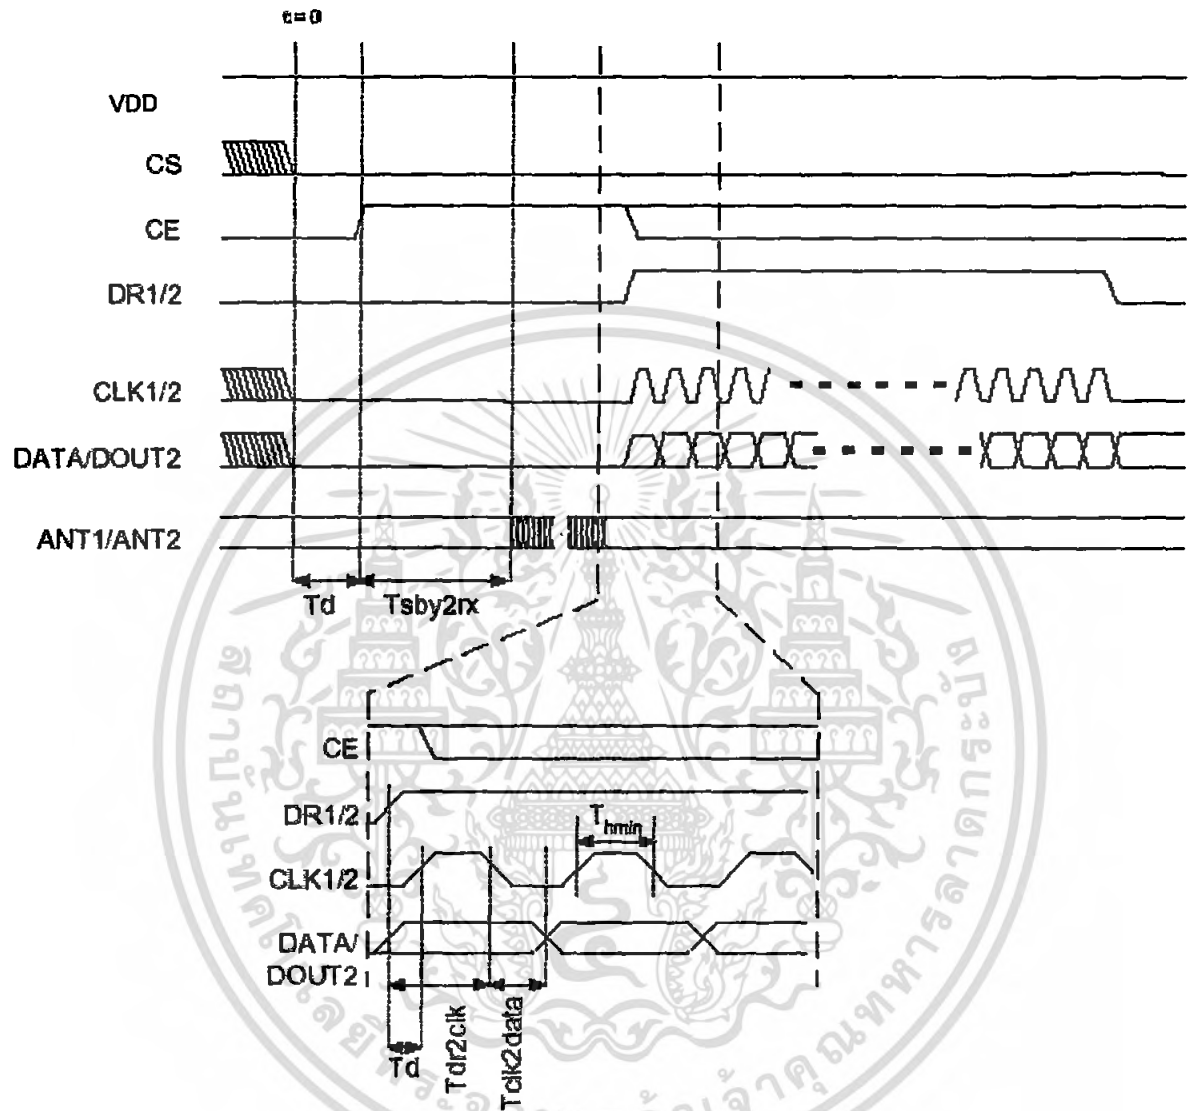 t=0
VDD
CS
CE
DR1/2
CLK1/2
DATA/DOUT2
ANT1/ANT2
Td Tsby2rx
CE
DR1/2
Thmin
CLK1/2
DATA/
DOUT2
Td
Tdr2clk
Tclk2data